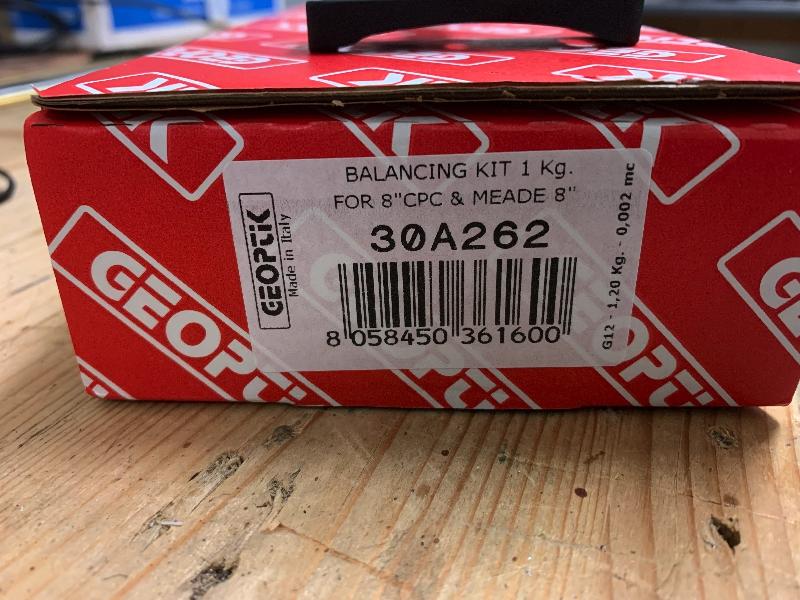 BALANCING KIT 1 Kg.
FOR 8"CPC & MEADE 8"
30A262
GEOPTIK
Made in Italy
8 058450 361600
G12 - 1,20 Kg. - 0,002 mc
GEOPTIK